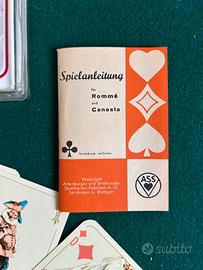 Spielanleitung
für
Rommé
und
Canasta
Nachdruck verboten
Vereinigte
Altenburger und Stralsunder
Spielkarten-Fabriken A.-G.
Leinfelden b. Stuttgart
ASS
subito